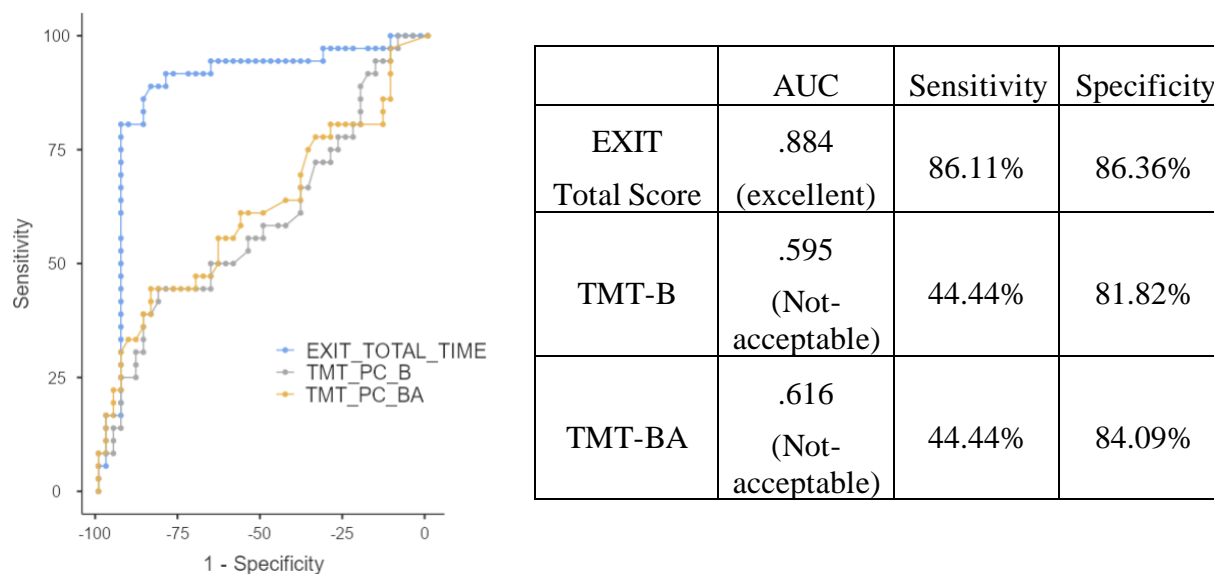 100
75
50
25
0
Sensitivity
-100 -75 -50 -25 0
1 - Specificity
EXIT_TOTAL_TIME
TMT_PC_B
TMT_PC_BA
AUC Sensitivity Specificity
EXIT
Total Score
.884
(excellent)
86.11% 86.36%
TMT-B
.595
(Not-
acceptable)
44.44% 81.82%
TMT-BA
.616
(Not-
acceptable)
44.44% 84.09%